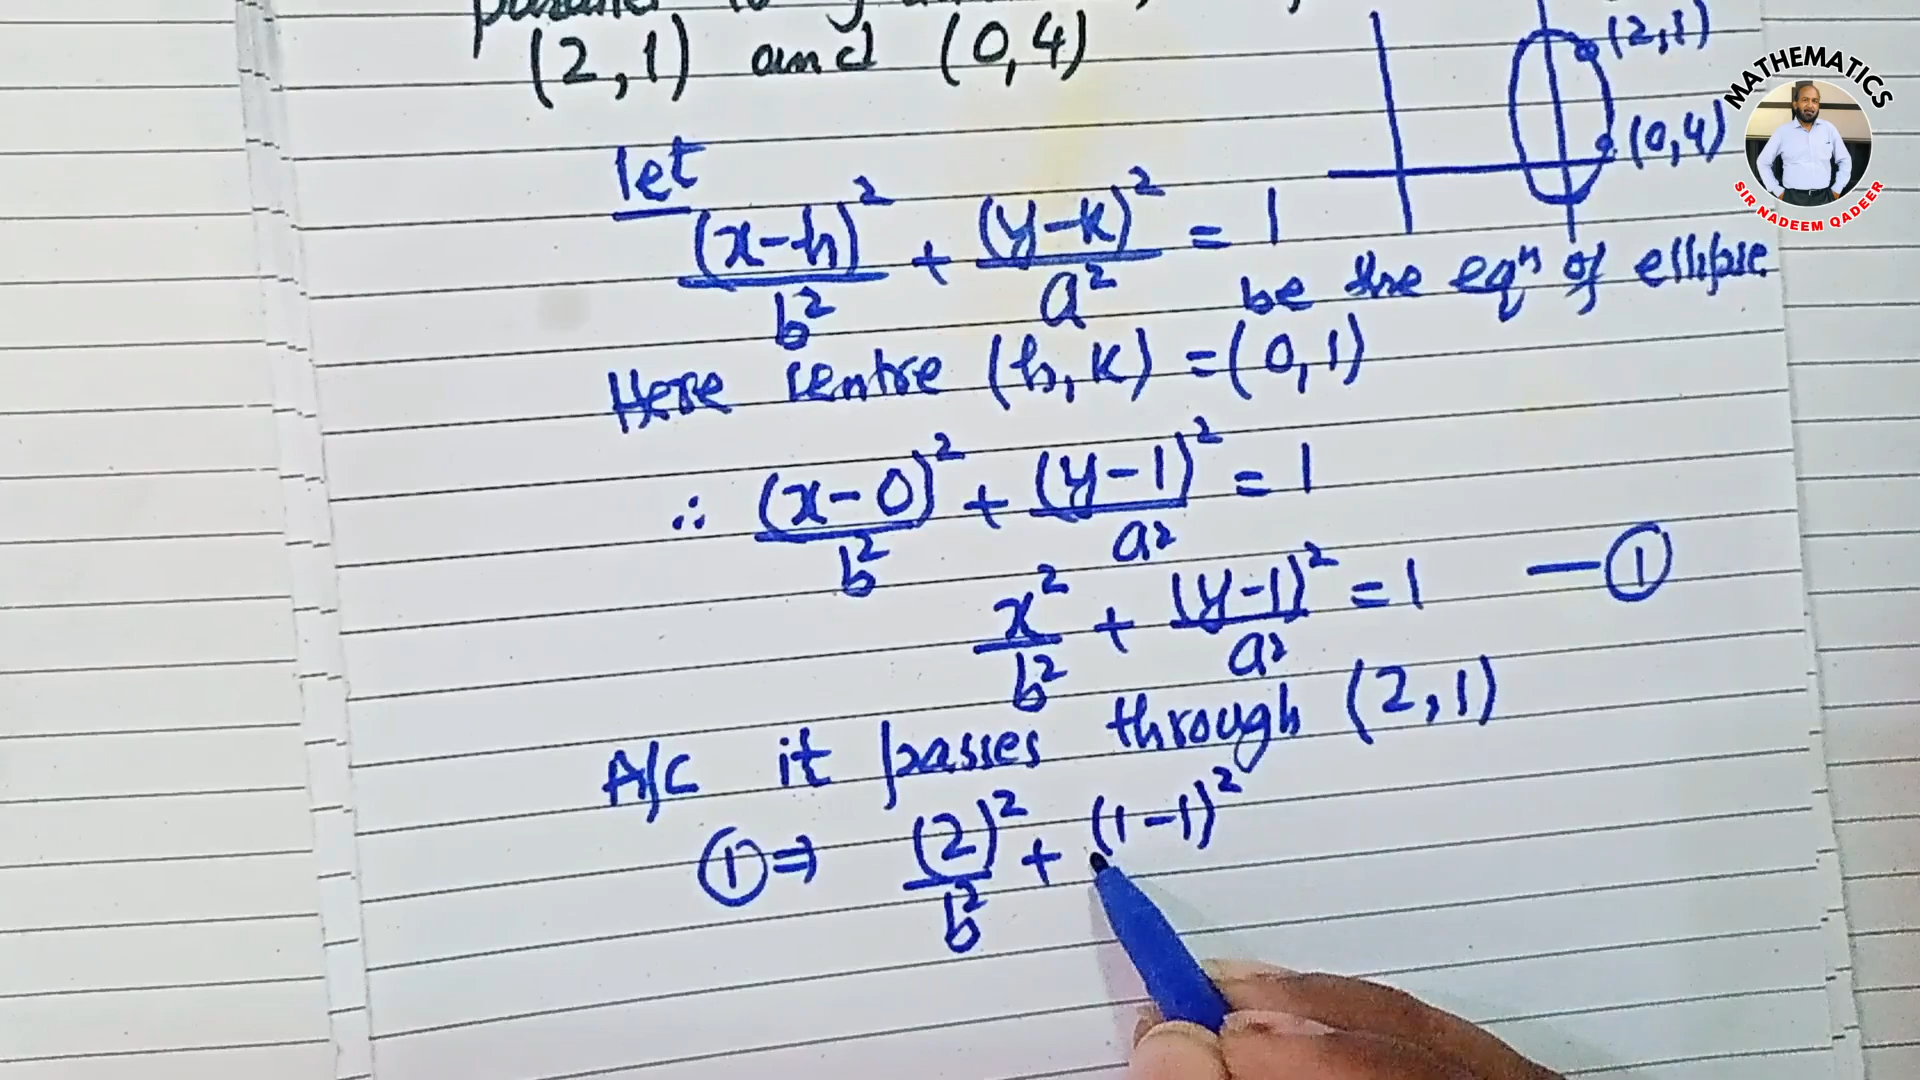 (2,1) and (0,4)
(2,1)
(0,4)
MATHEMATICS
SIR NADEEM QADEER
let
(x-h)²/b² + (y-k)²/a² = 1
be the eqⁿ of ellipse.
Here centre (h,k) = (0,1)
∴ (x-0)²/b² + (y-1)²/a² = 1
x²/b² + (y-1)²/a² = 1 —①
A/C it passes through (2,1)
①⇒ (2)²/b² + (1-1)²